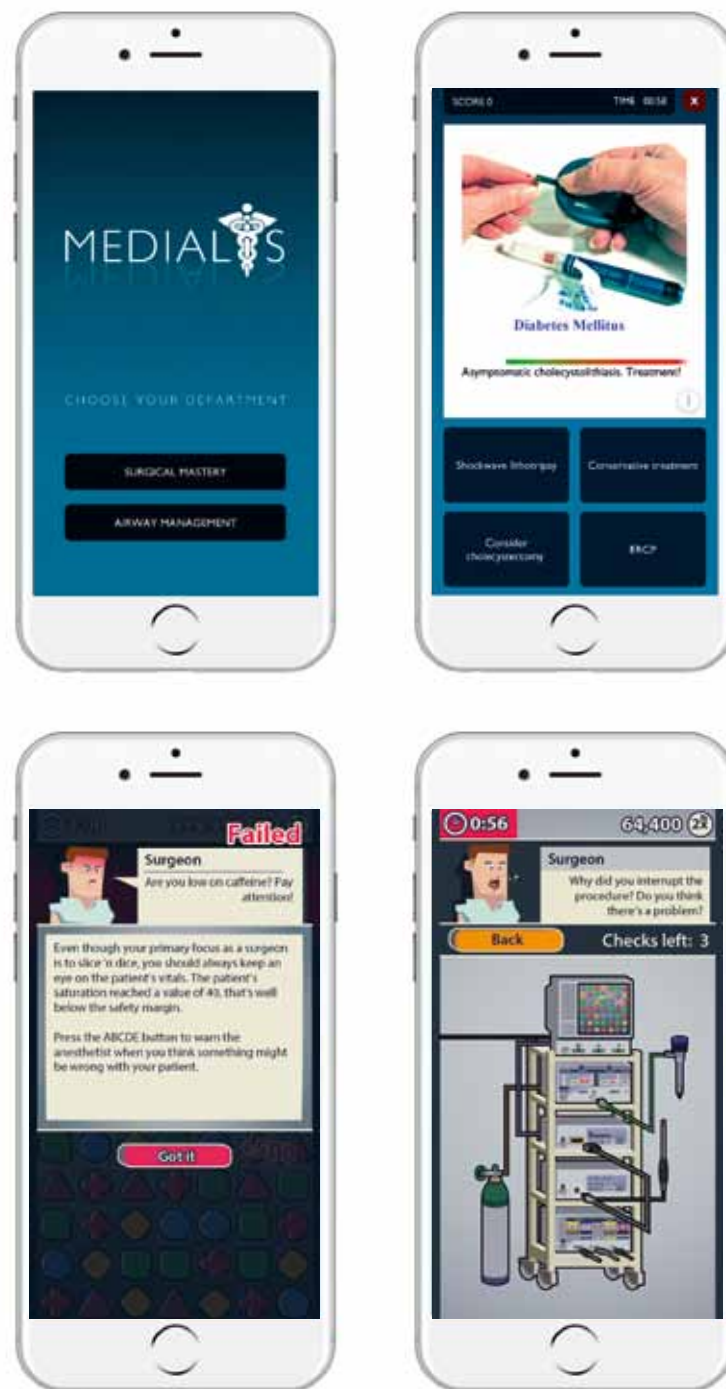 MEDIALIS
CHOOSE YOUR DEPARTMENT
SURGICAL MASTERY
AIRWAY MANAGEMENT
SCORE 0
TIME 00:58
X
Diabetes Mellitus
Asymptomatic cholecystolithiasis. Treatment?
i
Shockwave lithotripsy
Conservative treatment
Consider
cholecystectomy
ERCP
Failed
Surgeon
Are you low on caffeine? Pay
attention!
Even though your primary focus as a surgeon
is to slice 'n dice, you should always keep an
eye on the patient's vitals. The patient's
saturation reached a value of 40, that's well
below the safety margin.
Press the ABCDE button to warn the
anesthetist when you think something might
be wrong with your patient.
Got it
0:56
64,400
2x
Surgeon
Why did you interrupt the
procedure? Do you think
there's a problem?
Back
Checks left: 3